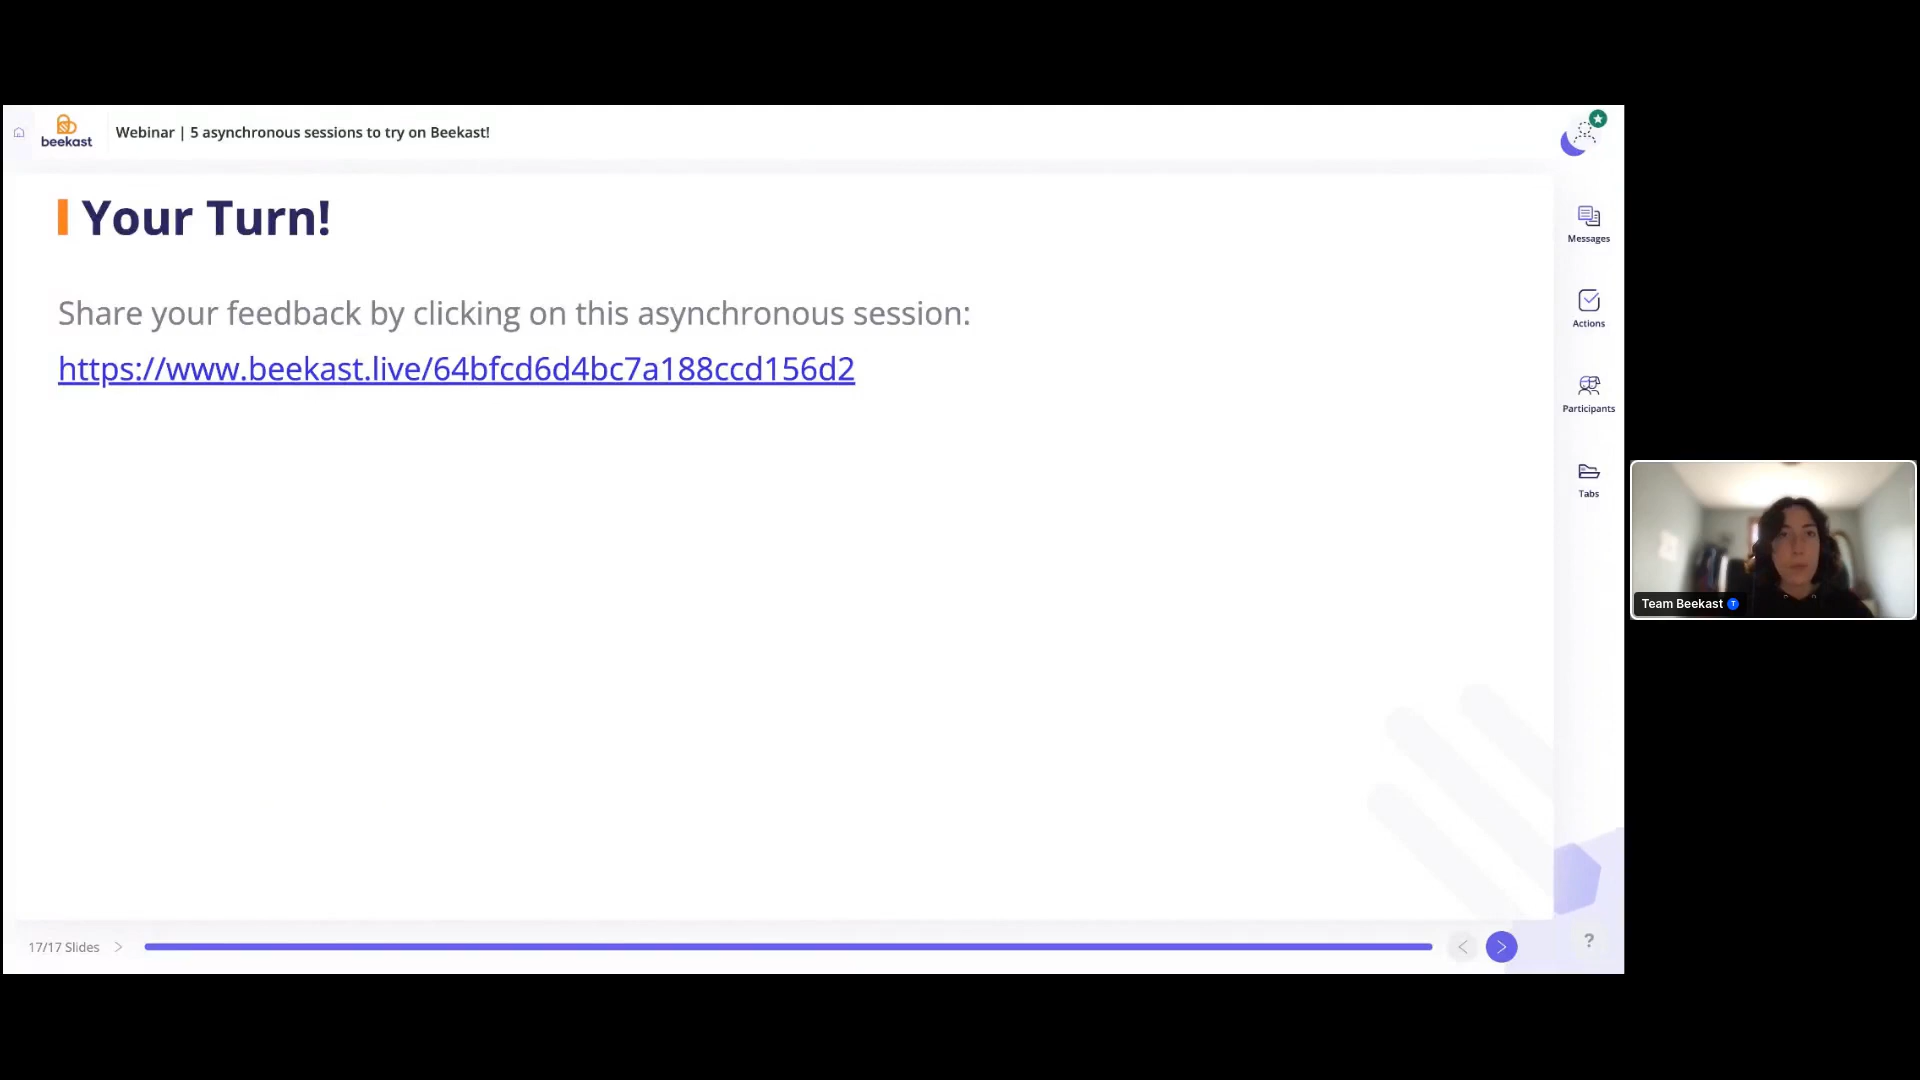 beekast
Webinar | 5 asynchronous sessions to try on Beekast!
Your Turn!
Share your feedback by clicking on this asynchronous session:
https://www.beekast.live/64bfcd6d4bc7a188ccd156d2
Messages
Actions
Participants
Tabs
Team Beekast T
17/17 Slides
?